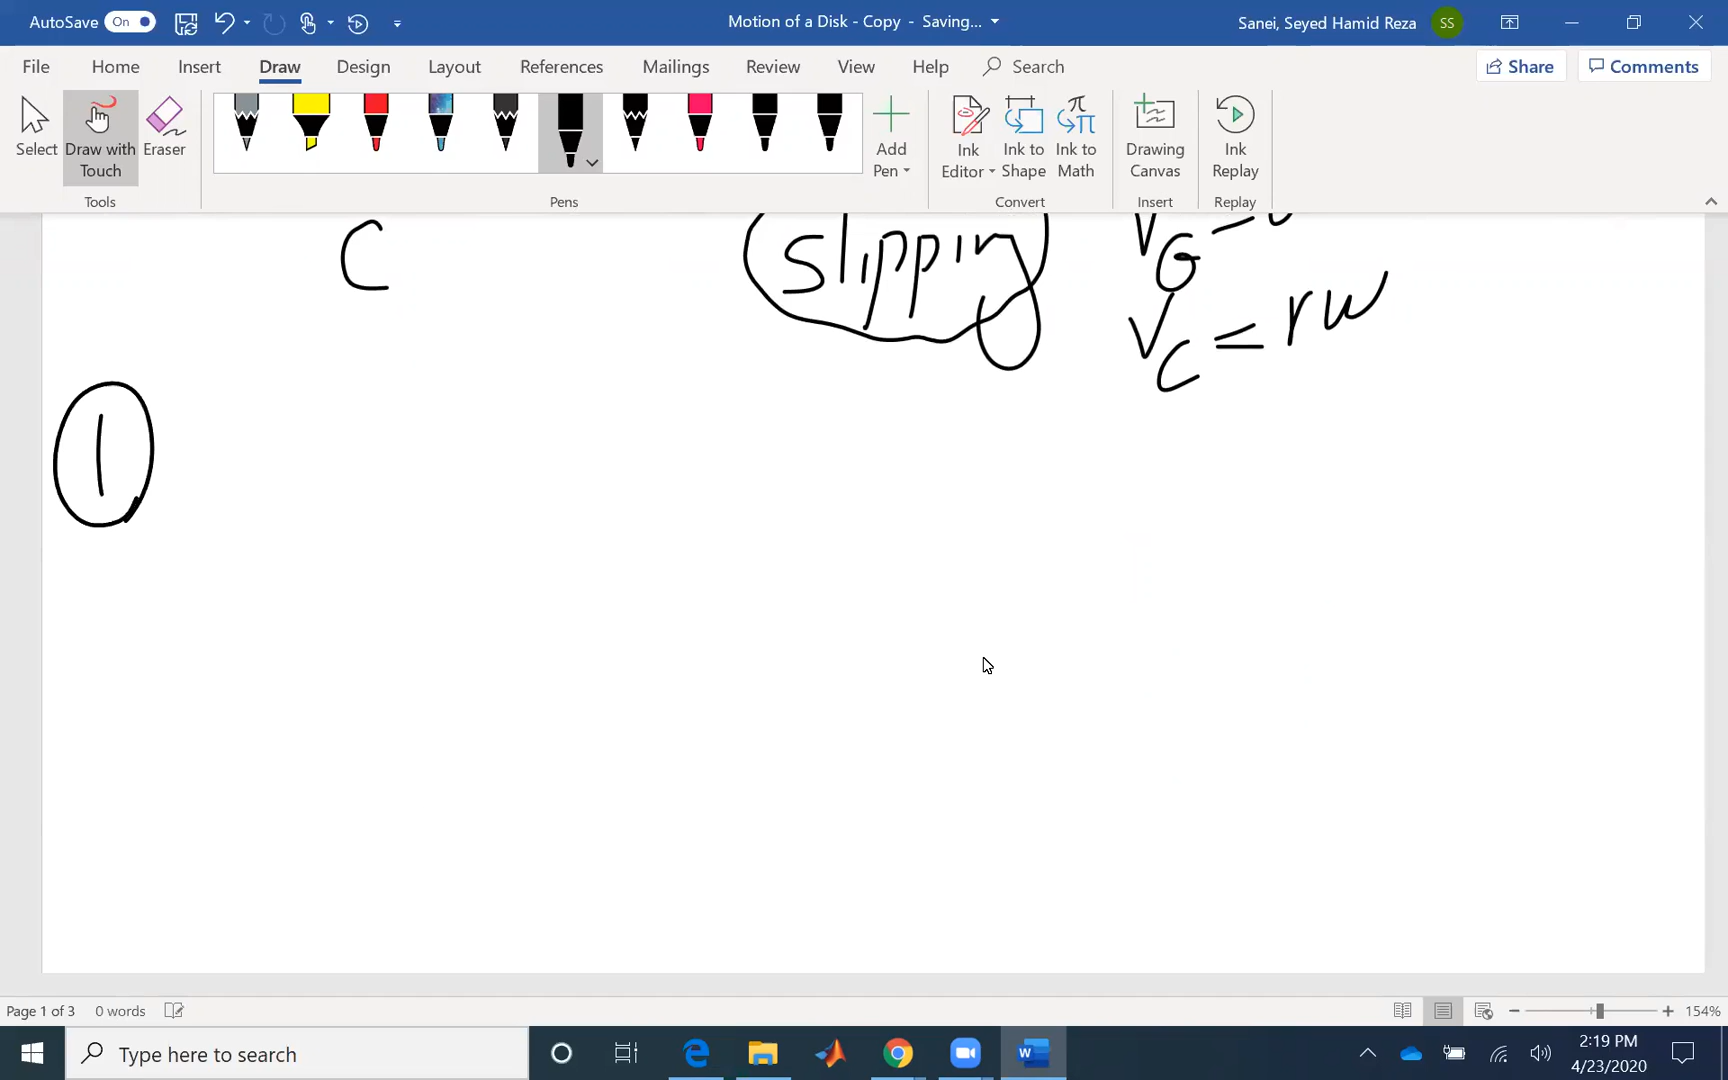 AutoSave On Motion of a Disk - Copy - Saving... Sanei, Seyed Hamid Reza SS
File Home Insert Draw Design Layout References Mailings Review View Help Search Share Comments
Select
Draw with Touch
Eraser
Add Pen
Ink Editor
Ink to Shape
Ink to Math
Drawing Canvas
Ink Replay
Tools Pens Convert Insert Replay
C
slipping
V_G =
V_C = rω
1
Page 1 of 3 0 words 154%
Type here to search
2:19 PM
4/23/2020